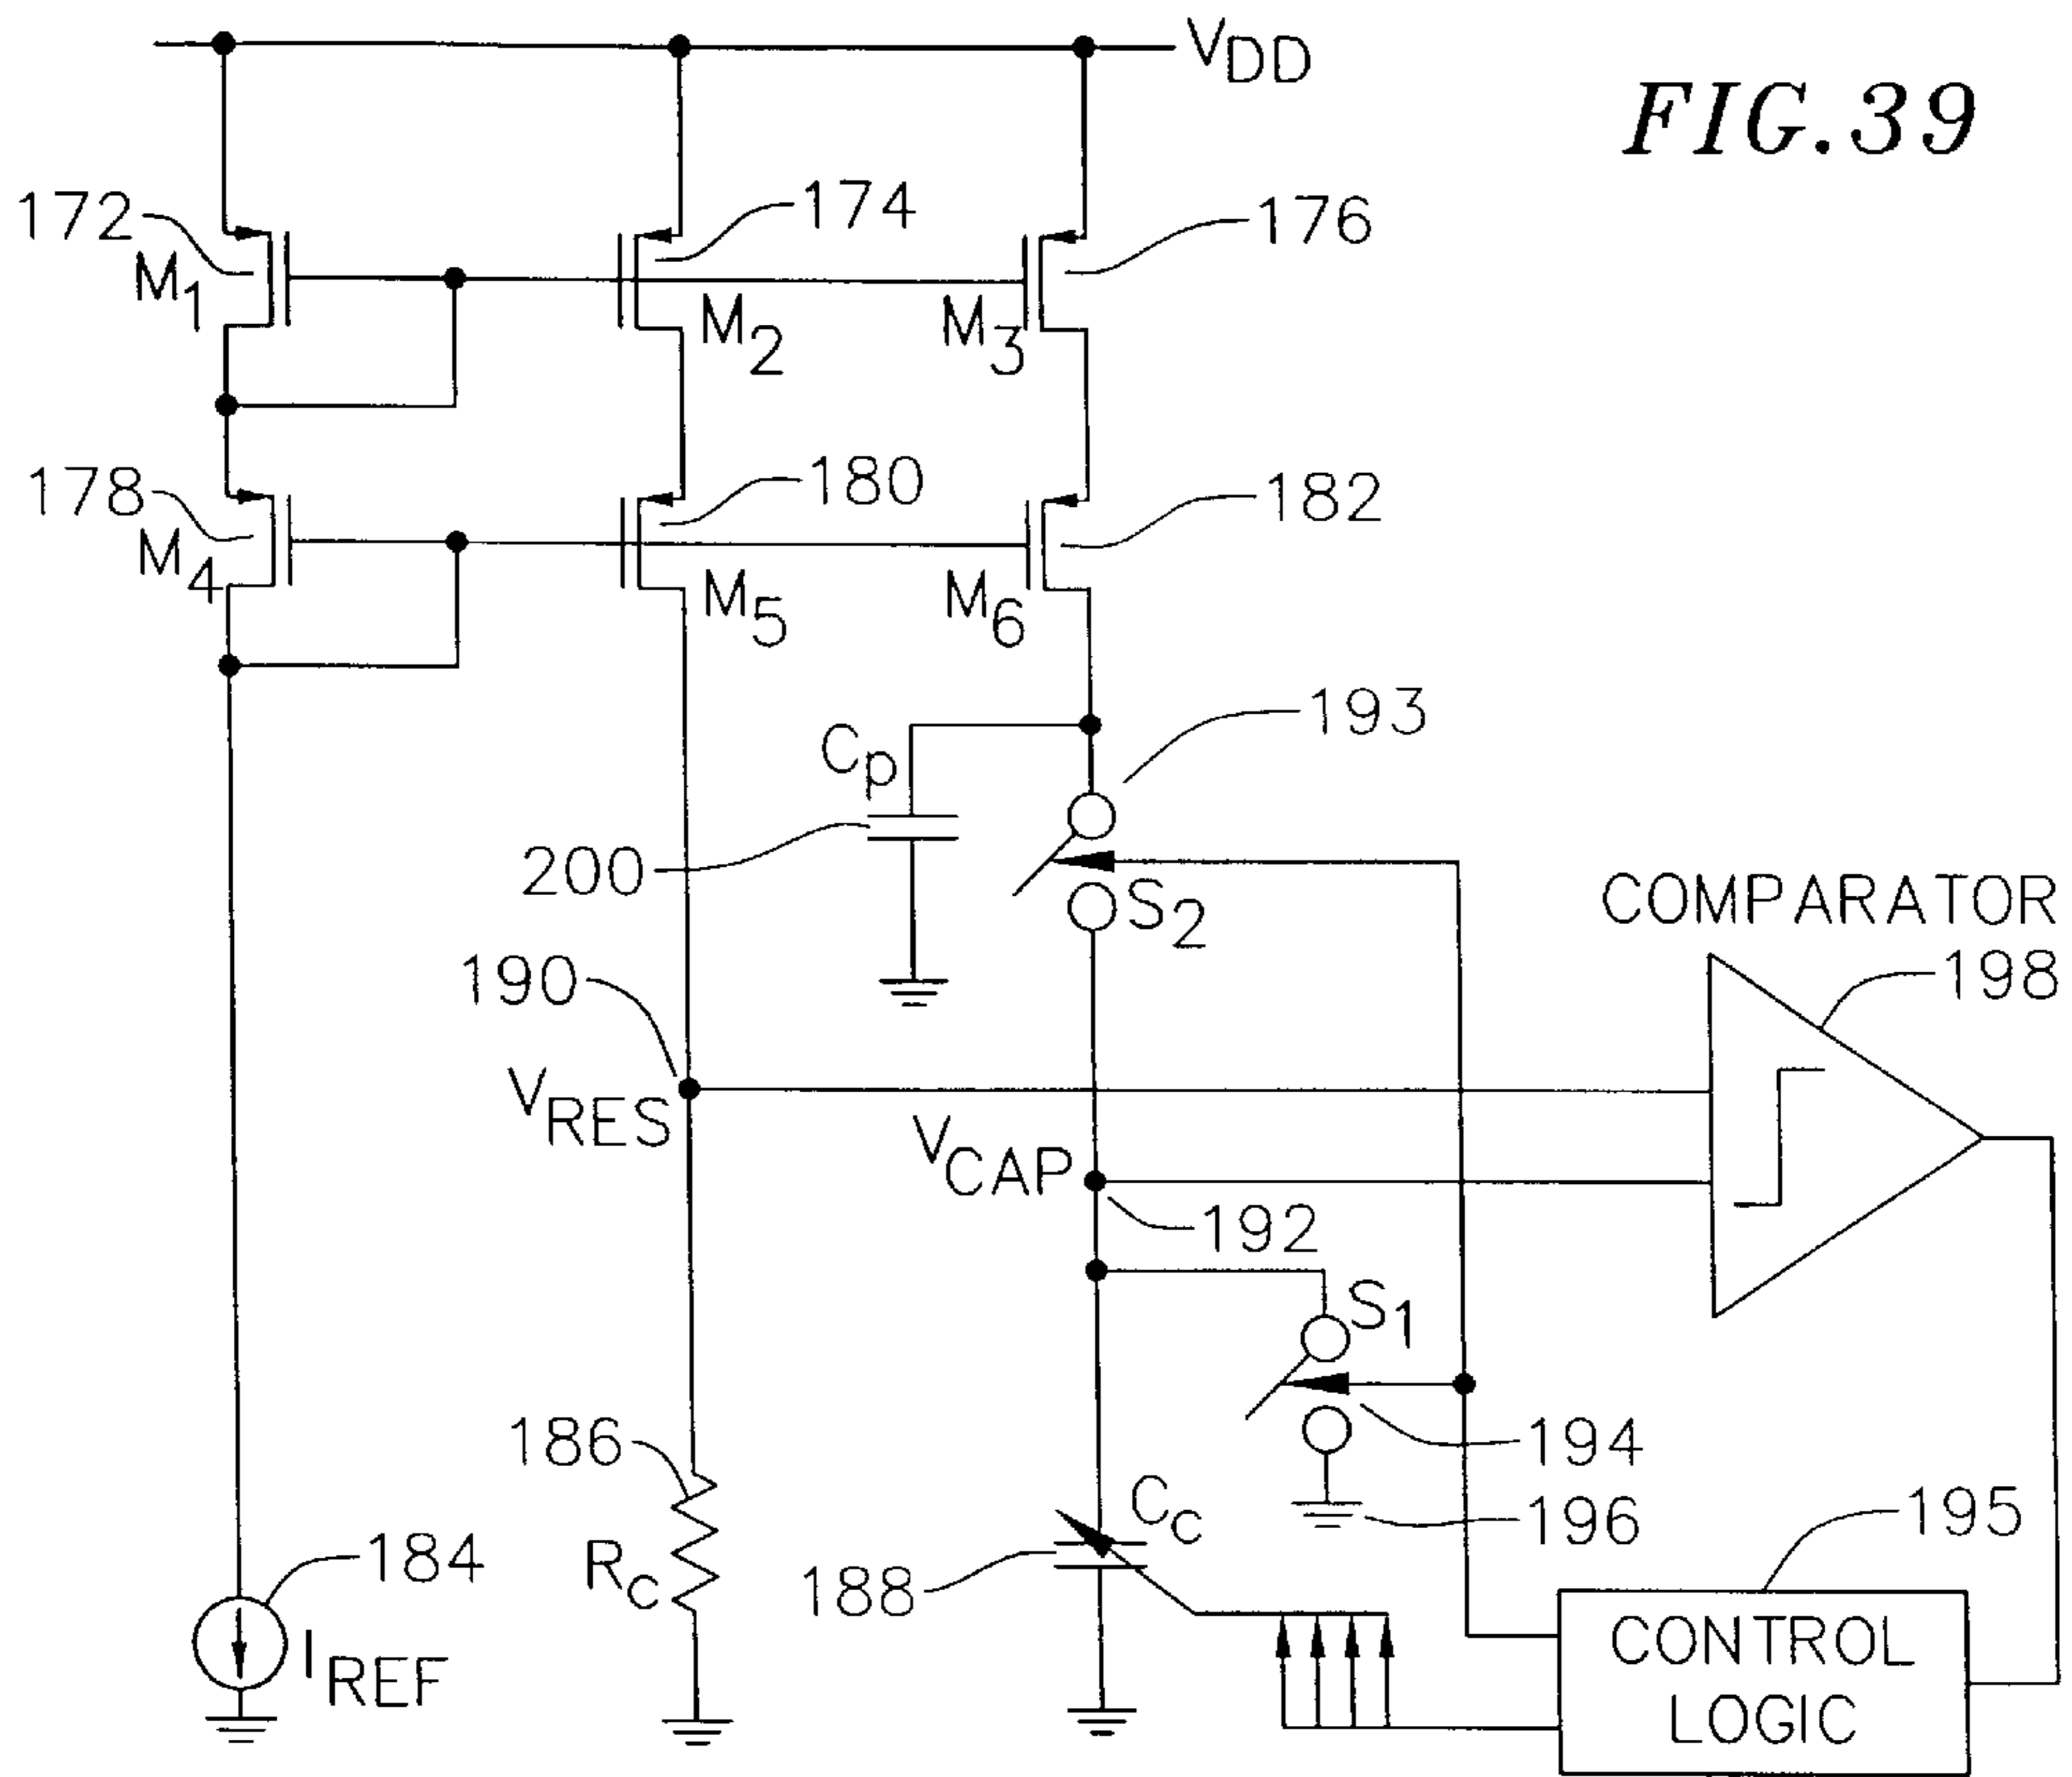 V_DD
FIG.39
172
174
176
M_1
M_2
M_3
178
180
182
M_4
M_5
M_6
193
C_p
200
S_2
COMPARATOR
198
190
V_RES
V_CAP
192
S_1
186
194
C_c
196
195
184
R_c
188
CONTROL
LOGIC
I_REF